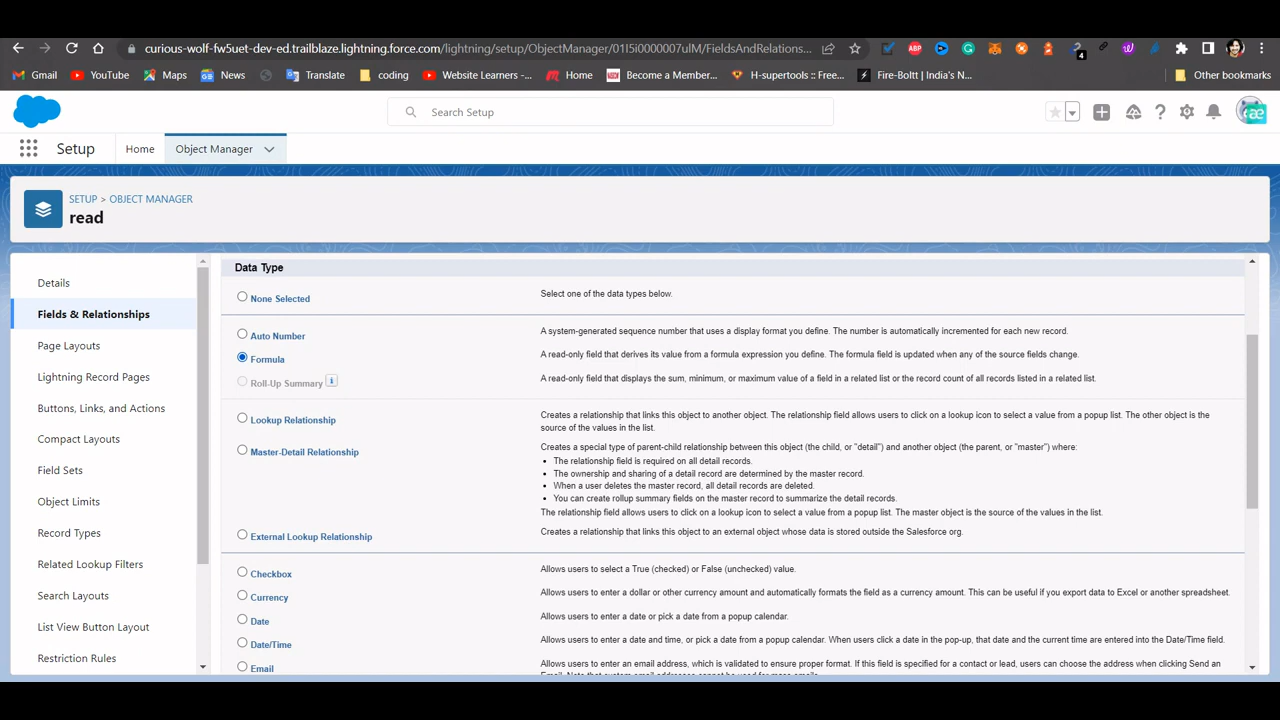 curious-wolf-fw5uet-dev-ed.trailblaze.lightning.force.com/lightning/setup/ObjectManager/01I5i0000007ulM/FieldsAndRelations...
ABP
4
Gmail
YouTube
Maps
News
Translate
coding
Website Learners -...
Home
Become a Member...
H-supertools :: Free...
Fire-Boltt | India's N...
Other bookmarks
Search Setup
Setup
Home
Object Manager
SETUP > OBJECT MANAGER
read
Details
Fields & Relationships
Page Layouts
Lightning Record Pages
Buttons, Links, and Actions
Compact Layouts
Field Sets
Object Limits
Record Types
Related Lookup Filters
Search Layouts
List View Button Layout
Restriction Rules
Data Type
None Selected
Select one of the data types below.
Auto Number
A system-generated sequence number that uses a display format you define. The number is automatically incremented for each new record.
Formula
A read-only field that derives its value from a formula expression you define. The formula field is updated when any of the source fields change.
Roll-Up Summary
A read-only field that displays the sum, minimum, or maximum value of a field in a related list or the record count of all records listed in a related list.
Lookup Relationship
Creates a relationship that links this object to another object. The relationship field allows users to click on a lookup icon to select a value from a popup list. The other object is
the source of the values in the list.
Master-Detail Relationship
Creates a special type of parent-child relationship between this object (the child, or "detail") and another object (the parent, or "master") where:
• The relationship field is required on all detail records.
• The ownership and sharing of a detail record are determined by the master record.
• When a user deletes the master record, all detail records are deleted.
• You can create rollup summary fields on the master record to summarize the detail records.
The relationship field allows users to click on a lookup icon to select a value from a popup list. The master object is the source of the values in the list.
External Lookup Relationship
Creates a relationship that links this object to an external object whose data is stored outside the Salesforce org.
Checkbox
Allows users to select a True (checked) or False (unchecked) value.
Currency
Allows users to enter a dollar or other currency amount and automatically formats the field as a currency amount. This can be useful if you export data to Excel or another spreadsheet.
Date
Allows users to enter a date or pick a date from a popup calendar.
Date/Time
Allows users to enter a date and time, or pick a date from a popup calendar. When users click a date in the pop-up, that date and the current time are entered into the Date/Time field.
Email
Allows users to enter an email address, which is validated to ensure proper format. If this field is specified for a contact or lead, users can choose the address when clicking Send an